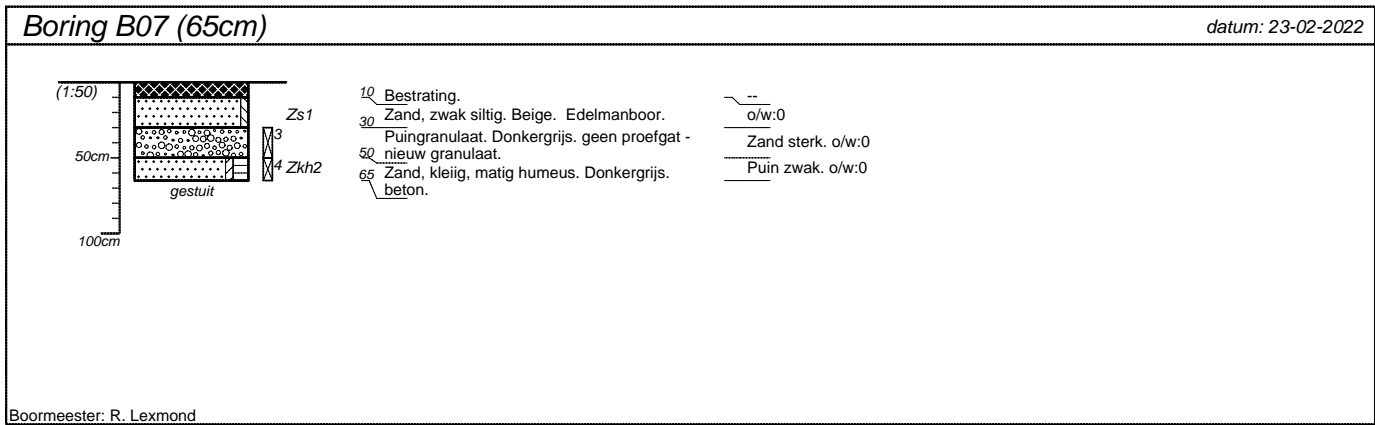 Boring B07 (65cm)
datum: 23-02-2022
(1:50)
10 Bestrating.
--
Zs1
30 Zand, zwak siltig. Beige. Edelmanboor.
o/w:0
3
Puingranulaat. Donkergrijs. geen proefgat -
Zand sterk. o/w:0
50cm
50 nieuw granulaat.
4 Zkh2
65 Zand, kleiig, matig humeus. Donkergrijs.
Puin zwak. o/w:0
beton.
gestuit
100cm
Boormeester: R. Lexmond